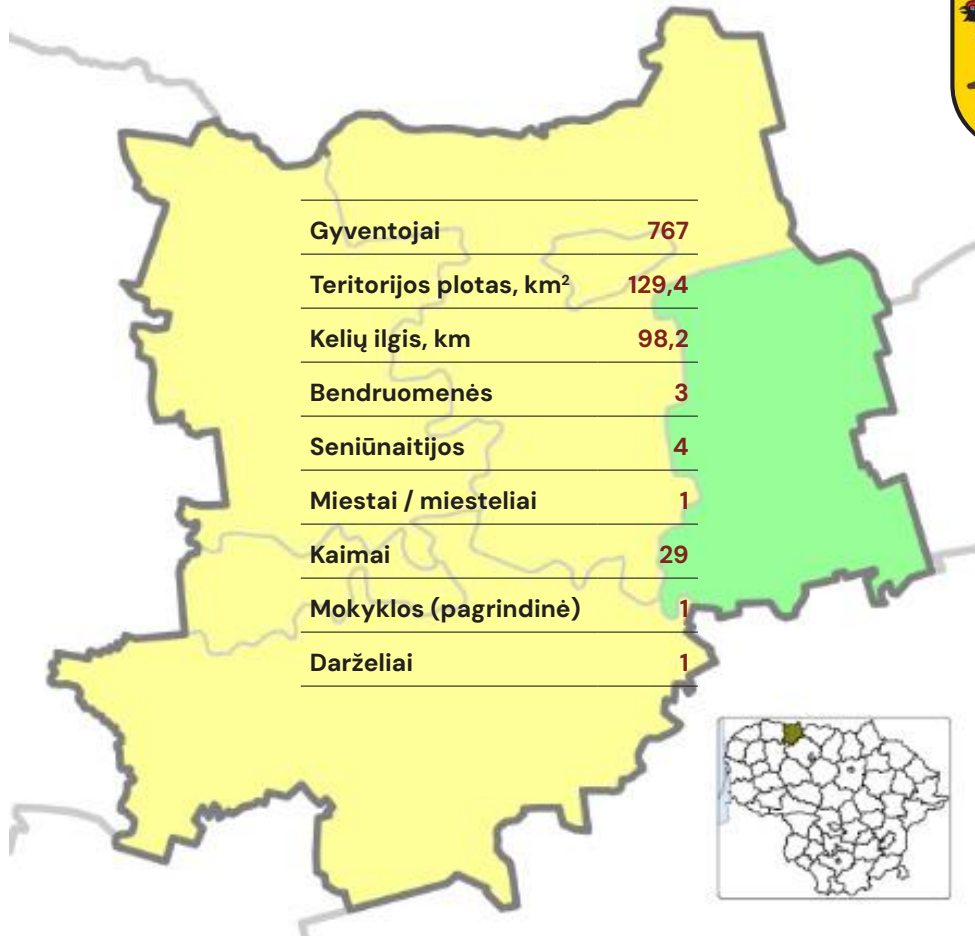 Gyventojai 767
Teritorijos plotas, km² 129,4
Kelių ilgis, km 98,2
Bendruomenės 3
Seniūnaitijos 4
Miestai / miesteliai 1
Kaimai 29
Mokyklos (pagrindinė) 1
Darželiai 1